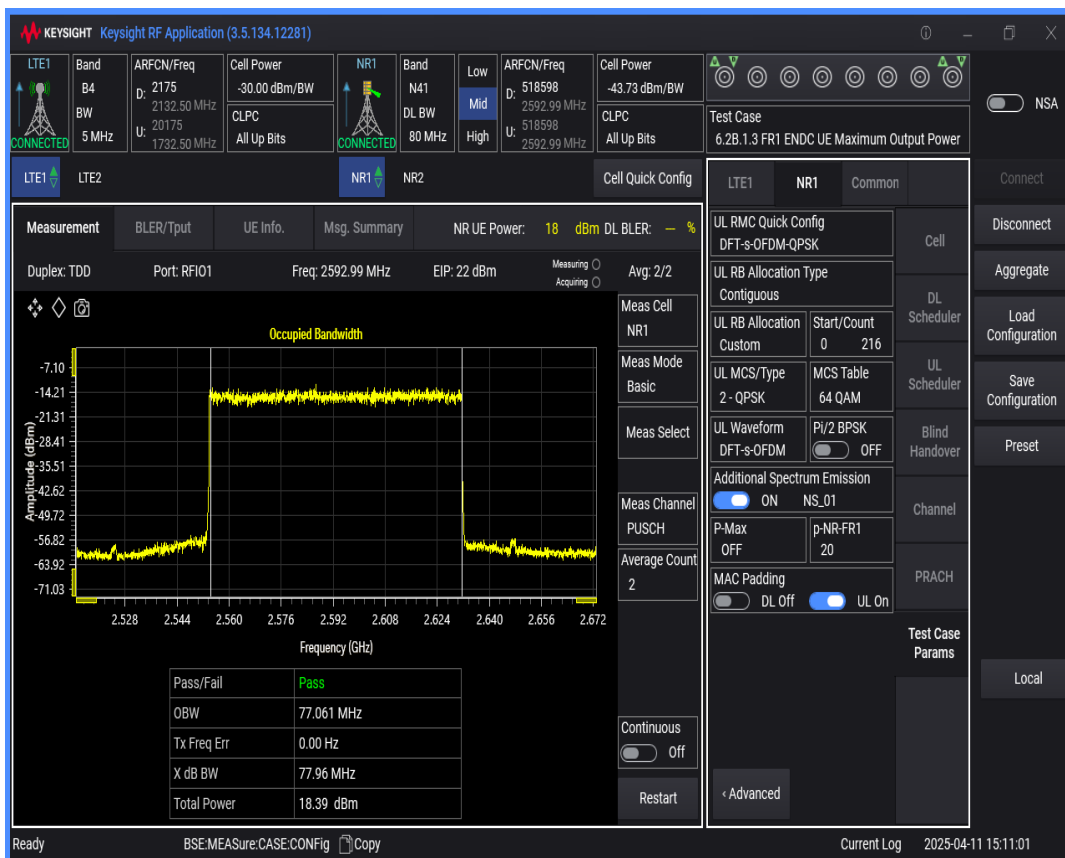 KEYSIGHT Keysight RF Application (3.5.134.12281)
LTE1 Band ARFCN/Freq Cell Power NR1 Band Low ARFCN/Freq Cell Power
B4 D: 2175 -30.00 dBm/BW N41 D: 518598 -43.73 dBm/BW
2132.50 MHz Mid 2592.99 MHz NSA
BW CLPC DL BW CLPC Test Case
U: 20175 U: 518598
CONNECTED 5 MHz 1732.50 MHz All Up Bits CONNECTED 80 MHz High 2592.99 MHz All Up Bits 6.2B.1.3 FR1 ENDC UE Maximum Output Power
LTE1 LTE2 NR1 NR2 Cell Quick Config
LTE1 NR1 Common Connect
Measurement BLER/Tput UE Info. Msg. Summary NR UE Power: 18 dBm DL BLER: — %
Duplex: TDD Port: RFIO1 Freq: 2592.99 MHz EIP: 22 dBm Measuring Acquiring Avg: 2/2
Occupied Bandwidth
Amplitude (dBm)
-7.10
-14.21
-21.31
-28.41
-35.51
-42.62
-49.72
-56.82
-63.92
-71.03
2.528 2.544 2.560 2.576 2.592 2.608 2.624 2.640 2.656 2.672
Frequency (GHz)
Pass/Fail Pass
OBW 77.061 MHz
Tx Freq Err 0.00 Hz
X dB BW 77.96 MHz
Total Power 18.39 dBm
Meas Cell
NR1
Meas Mode
Basic
Meas Select
Meas Channel
PUSCH
Average Count
2
Continuous
Off
Restart
UL RMC Quick Config
DFT-s-OFDM-QPSK
UL RB Allocation Type
Contiguous
UL RB Allocation Start/Count
Custom 0 216
UL MCS/Type MCS Table
2 - QPSK 64 QAM
UL Waveform Pi/2 BPSK
DFT-s-OFDM OFF
Additional Spectrum Emission
ON NS_01
P-Max p-NR-FR1
OFF 20
MAC Padding
DL Off UL On
‹ Advanced
Cell
DL
Scheduler
UL
Scheduler
Blind
Handover
Channel
PRACH
Test Case
Params
Disconnect
Aggregate
Load
Configuration
Save
Configuration
Preset
Local
Ready BSE:MEASure:CASE:CONFig Copy Current Log 2025-04-11 15:11:01